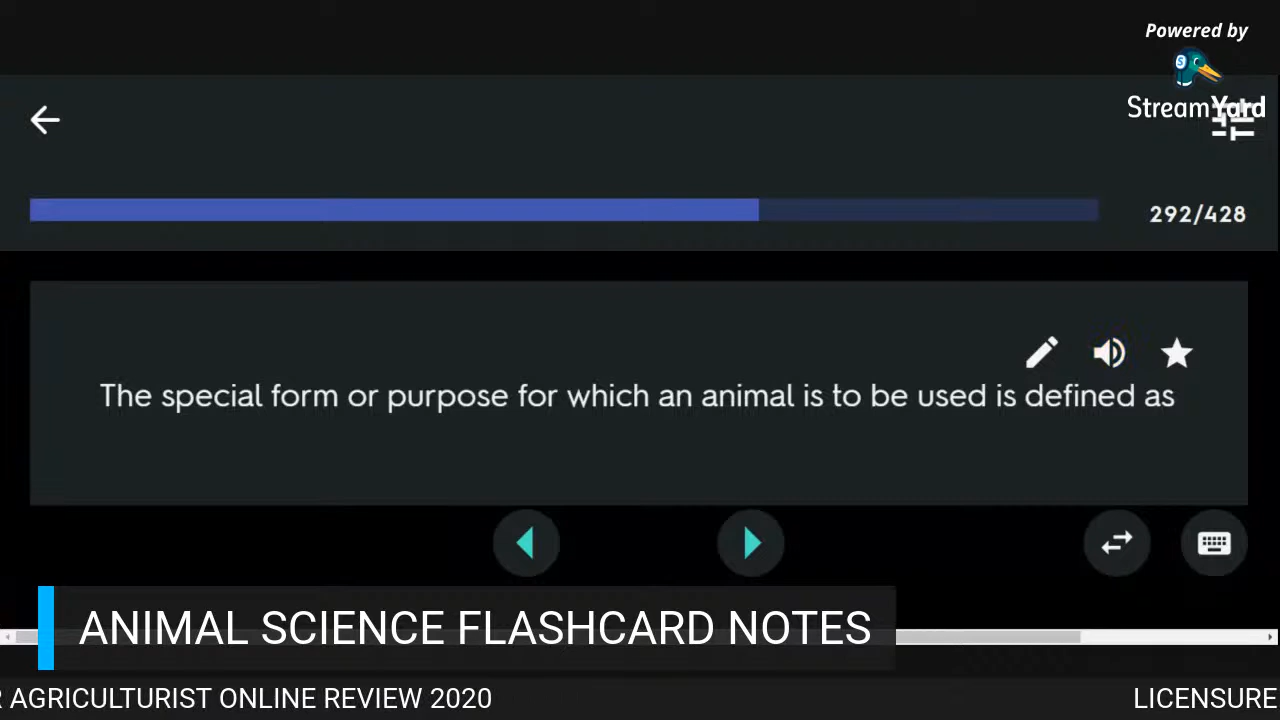 Powered by
StreamYard
292/428
The special form or purpose for which an animal is to be used is defined as
ANIMAL SCIENCE FLASHCARD NOTES
R AGRICULTURIST ONLINE REVIEW 2020
LICENSURE